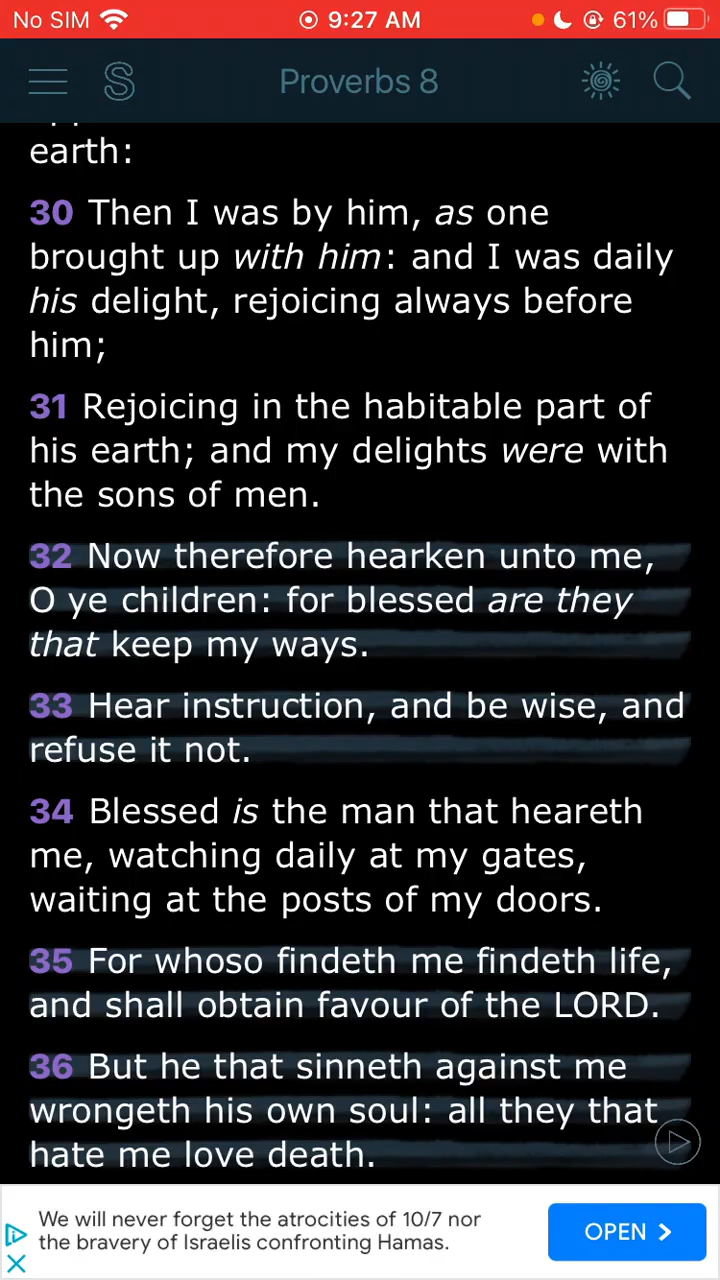 No SIM 9:27 AM 61%
S Proverbs 8
earth:
30 Then I was by him, as one
brought up with him: and I was daily
his delight, rejoicing always before
him;
31 Rejoicing in the habitable part of
his earth; and my delights were with
the sons of men.
32 Now therefore hearken unto me,
O ye children: for blessed are they
that keep my ways.
33 Hear instruction, and be wise, and
refuse it not.
34 Blessed is the man that heareth
me, watching daily at my gates,
waiting at the posts of my doors.
35 For whoso findeth me findeth life,
and shall obtain favour of the LORD.
36 But he that sinneth against me
wrongeth his own soul: all they that
hate me love death.
We will never forget the atrocities of 10/7 nor
the bravery of Israelis confronting Hamas.
OPEN